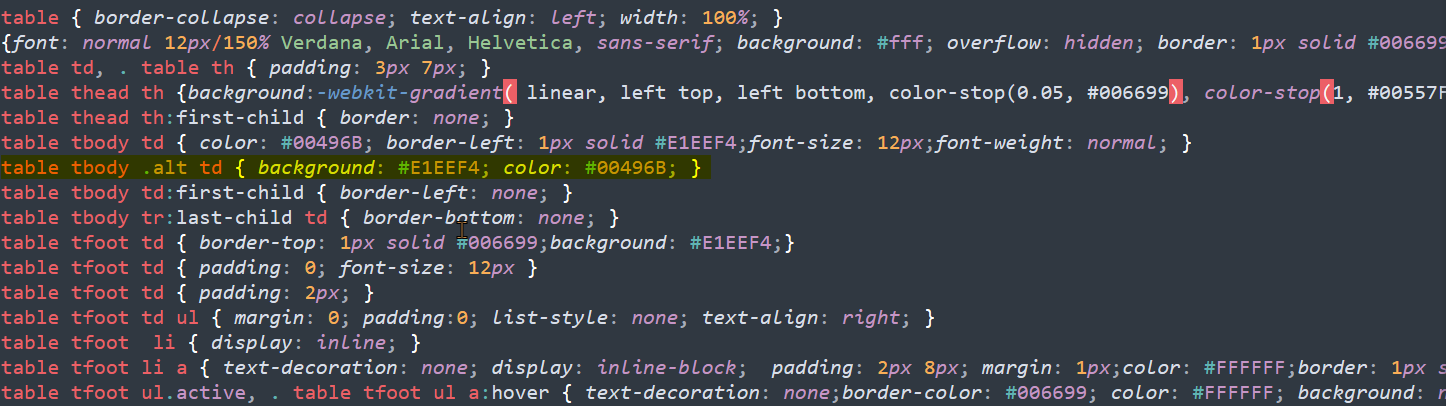 table { border-collapse: collapse; text-align: left; width: 100%; }
{font: normal 12px/150% Verdana, Arial, Helvetica, sans-serif; background: #fff; overflow: hidden; border: 1px solid #006699
table td, . table th { padding: 3px 7px; }
table thead th {background:-webkit-gradient( linear, left top, left bottom, color-stop(0.05, #006699), color-stop(1, #00557F
table thead th:first-child { border: none; }
table tbody td { color: #00496B; border-left: 1px solid #E1EEF4;font-size: 12px;font-weight: normal; }
table tbody .alt td { background: #E1EEF4; color: #00496B; }
table tbody td:first-child { border-left: none; }
table tbody tr:last-child td { border-bottom: none; }
table tfoot td { border-top: 1px solid #006699;background: #E1EEF4;}
table tfoot td { padding: 0; font-size: 12px }
table tfoot td { padding: 2px; }
table tfoot td ul { margin: 0; padding:0; list-style: none; text-align: right; }
table tfoot  li { display: inline; }
table tfoot li a { text-decoration: none; display: inline-block;  padding: 2px 8px; margin: 1px;color: #FFFFFF;border: 1px s
table tfoot ul.active, . table tfoot ul a:hover { text-decoration: none;border-color: #006699; color: #FFFFFF; background: n